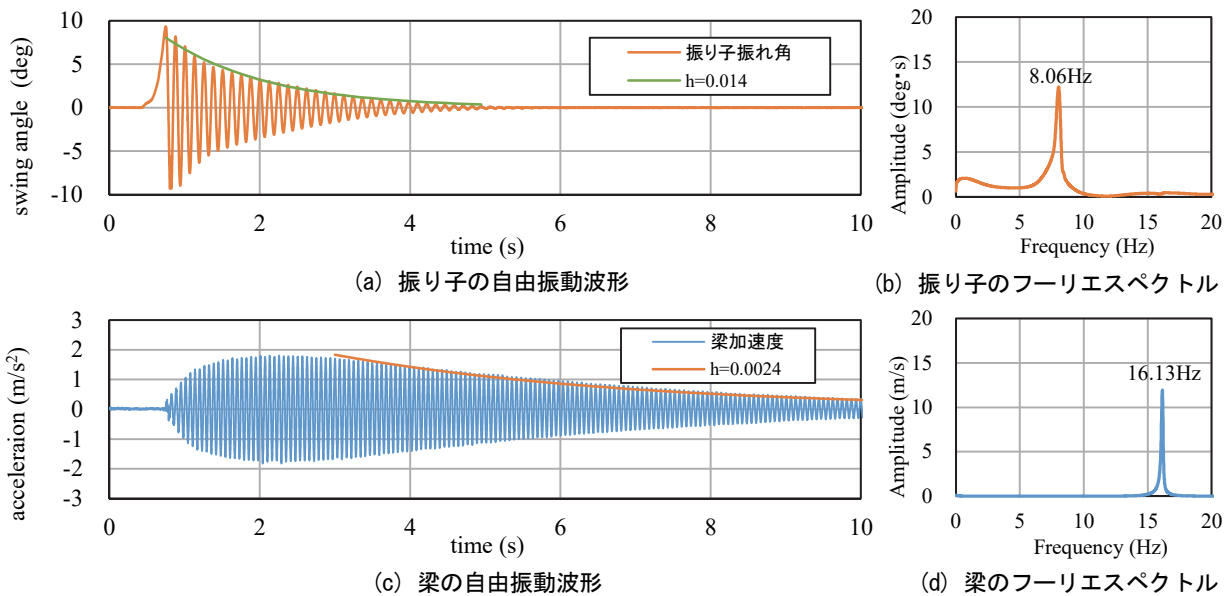 10
5
0
-5
-10
swing angle (deg)
振り子振れ角
h=0.014
0 2 4 6 8 10
time (s)
(a) 振り子の自由振動波形
20
15
10
5
0
Amplitude (deg•s)
8.06Hz
0 5 10 15 20
Frequency (Hz)
(b) 振り子のフーリエスペクトル
3
2
1
0
-1
-2
-3
acceleraion (m/s²)
梁加速度
h=0.0024
0 2 4 6 8 10
time (s)
(c) 梁の自由振動波形
20
15
10
5
0
Amplitude (m/s)
16.13Hz
0 5 10 15 20
Frequency (Hz)
(d) 梁のフーリエスペクトル